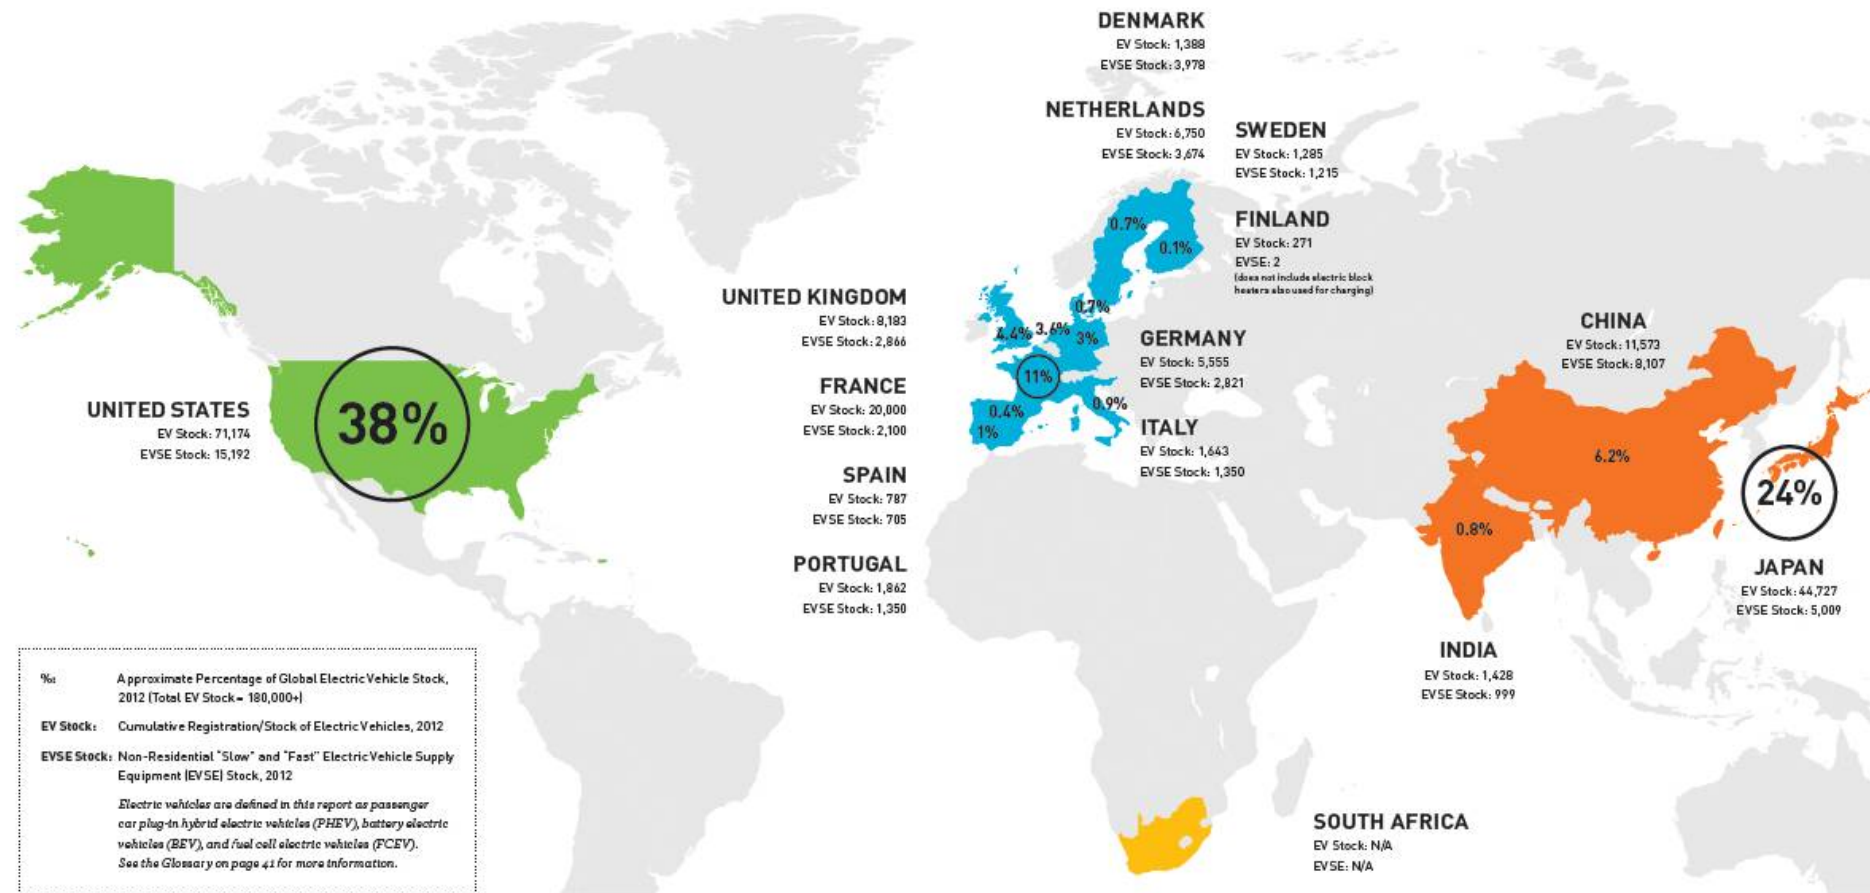 DENMARK
EV Stock: 1,388
EVSE Stock: 3,978
NETHERLANDS
EV Stock: 6,750
EVSE Stock: 3,674
SWEDEN
EV Stock: 1,285
EVSE Stock: 1,215
FINLAND
EV Stock: 271
EVSE: 2
(does not include electric block
heaters also used for charging)
UNITED KINGDOM
EV Stock: 8,183
EVSE Stock: 2,866
FRANCE
EV Stock: 20,000
EVSE Stock: 2,100
SPAIN
EV Stock: 787
EVSE Stock: 705
PORTUGAL
EV Stock: 1,862
EVSE Stock: 1,350
0.7%
0.1%
0.7%
4.4%
3.6%
3%
11%
0.9%
0.4%
1%
GERMANY
EV Stock: 5,555
EVSE Stock: 2,821
ITALY
EV Stock: 1,643
EVSE Stock: 1,350
UNITED STATES
EV Stock: 71,174
EVSE Stock: 15,192
38%
CHINA
EV Stock: 11,573
EVSE Stock: 8,107
6.2%
0.8%
24%
JAPAN
EV Stock: 44,727
EVSE Stock: 5,009
INDIA
EV Stock: 1,428
EVSE Stock: 999
SOUTH AFRICA
EV Stock: N/A
EVSE: N/A
%: Approximate Percentage of Global Electric Vehicle Stock,
2012 (Total EV Stock = 180,000+)
EV Stock: Cumulative Registration/Stock of Electric Vehicles, 2012
EVSE Stock: Non-Residential "Slow" and "Fast" Electric Vehicle Supply
Equipment (EVSE) Stock, 2012
Electric vehicles are defined in this report as passenger
car plug-in hybrid electric vehicles (PHEV), battery electric
vehicles (BEV), and fuel cell electric vehicles (FCEV).
See the Glossary on page 41 for more information.